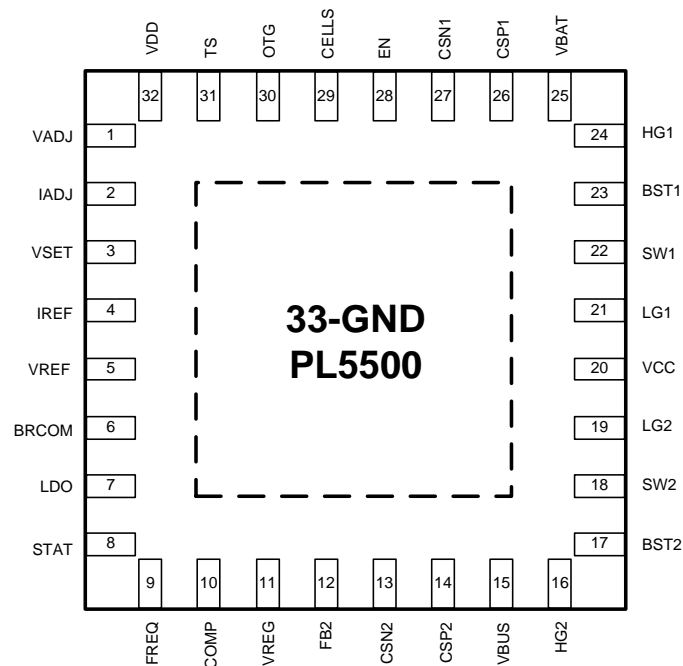 VDD
TS
OTG
CELLS
EN
CSN1
CSP1
VBAT
32
31
30
29
28
27
26
25
VADJ 1
24 HG1
IADJ 2
23 BST1
VSET 3
22 SW1
IREF 4
21 LG1
VREF 5
20 VCC
BRCOM 6
19 LG2
LDO 7
18 SW2
STAT 8
17 BST2
33-GND
PL5500
9
10
11
12
13
14
15
16
FREQ
COMP
VREG
FB2
CSN2
CSP2
VBUS
HG2